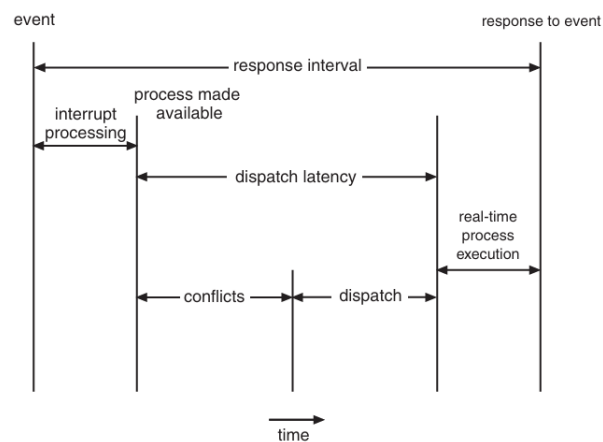 event
response to event
response interval
process made
available
interrupt
processing
dispatch latency
real-time
process
execution
conflicts
dispatch
time